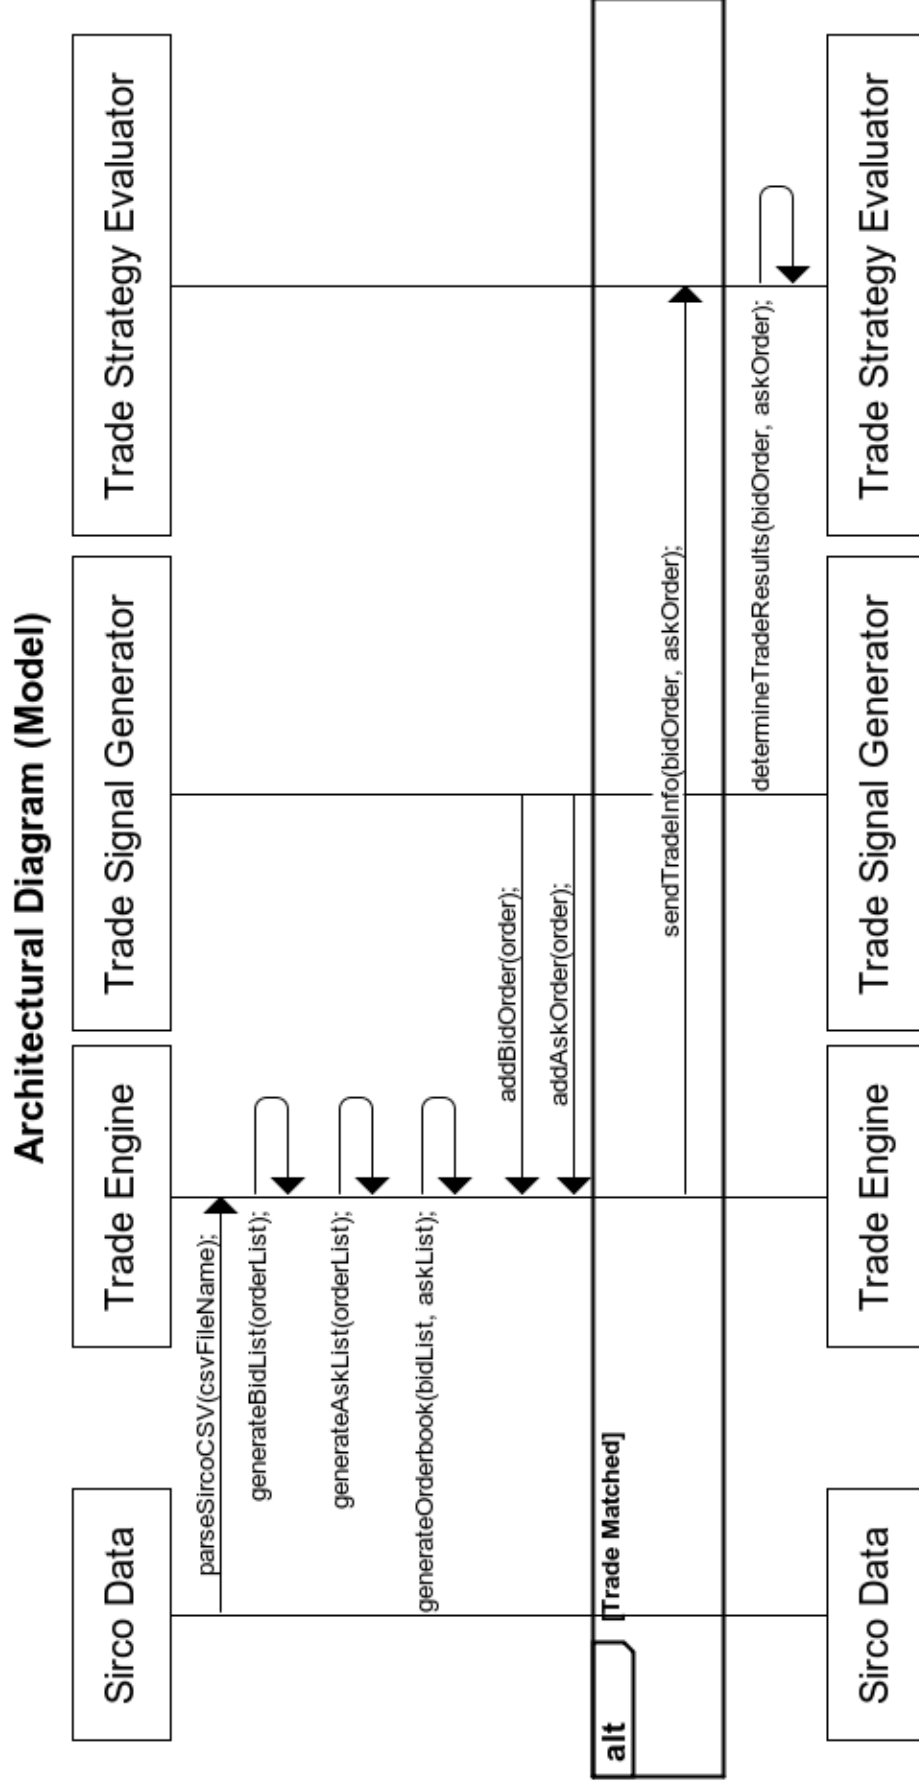 Architectural Diagram (Model)
Sirco Data
Trade Engine
Trade Signal Generator
Trade Strategy Evaluator
parseSircoCSV(csvFileName);
generateBidList(orderList);
generateAskList(orderList);
generateOrderbook(bidList, askList);
addBidOrder(order);
addAskOrder(order);
alt
[Trade Matched]
sendTradeInfo(bidOrder, askOrder);
determineTradeResults(bidOrder, askOrder);
Sirco Data
Trade Engine
Trade Signal Generator
Trade Strategy Evaluator